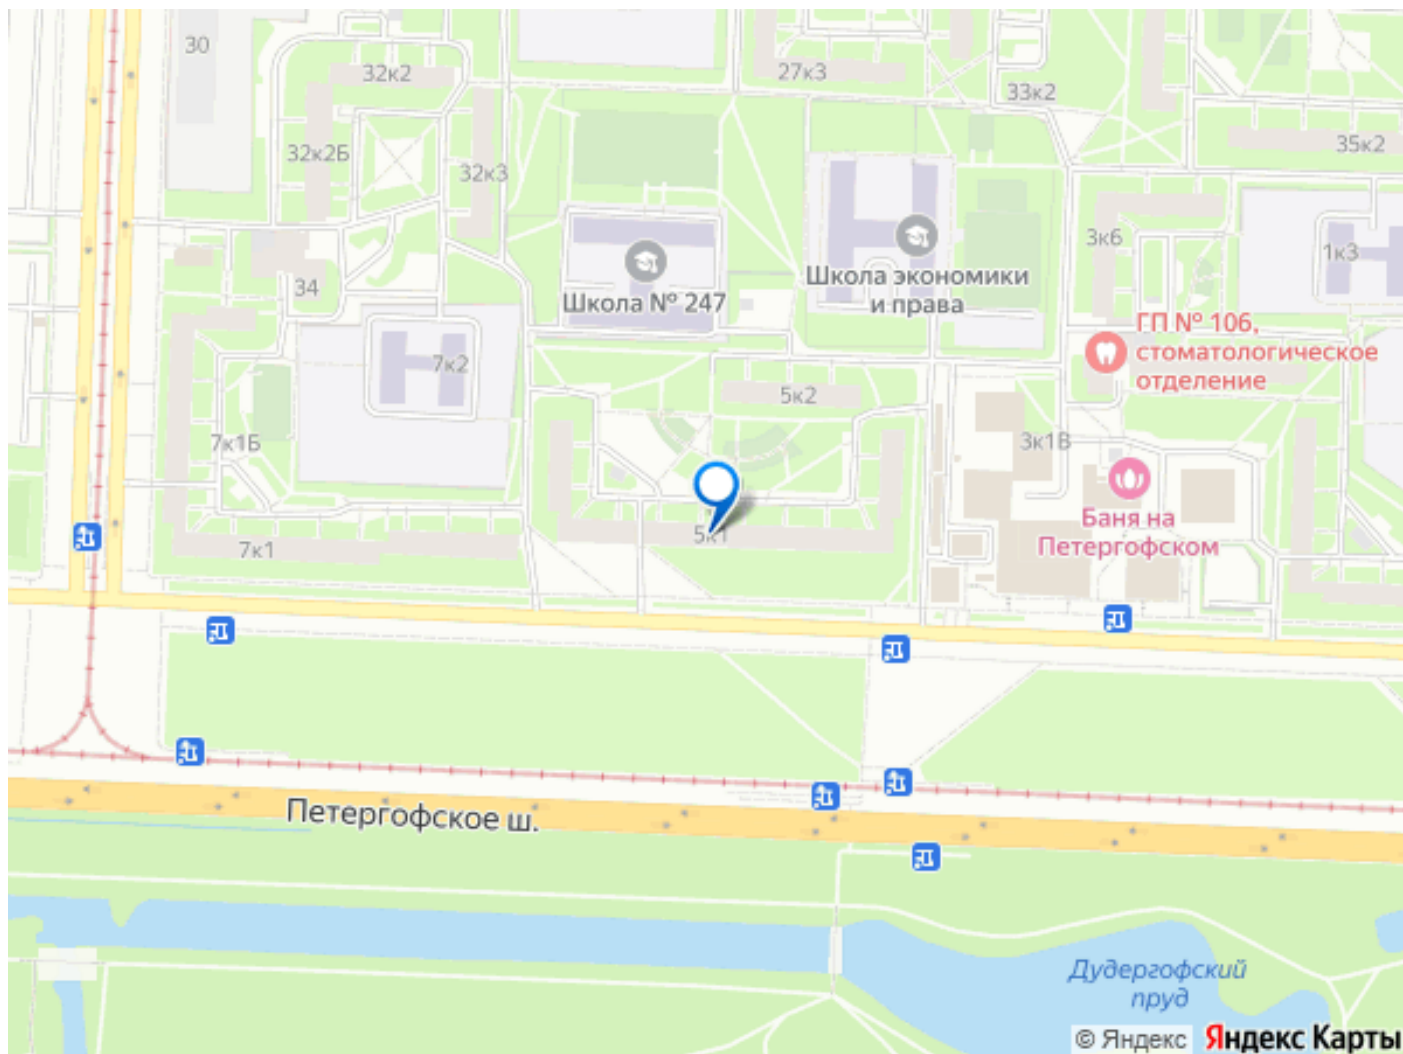 30
32к2
27к3
33к2
35к2
32к2Б
32к3
3к6
1к3
Школа № 247
Школа экономики
и права
34
ГП № 106,
стоматологическое
отделение
7к2
5к2
7к1Б
3к1В
Баня на
Петергофском
5к1
7к1
Петергофское ш.
Дудергофский
пруд
© Яндекс Яндекс Карты